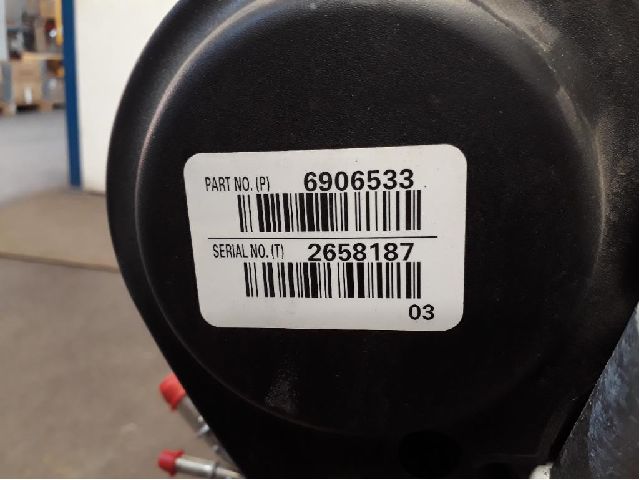 PART NO. (P) 6906533
SERIAL NO. (T) 2658187
03